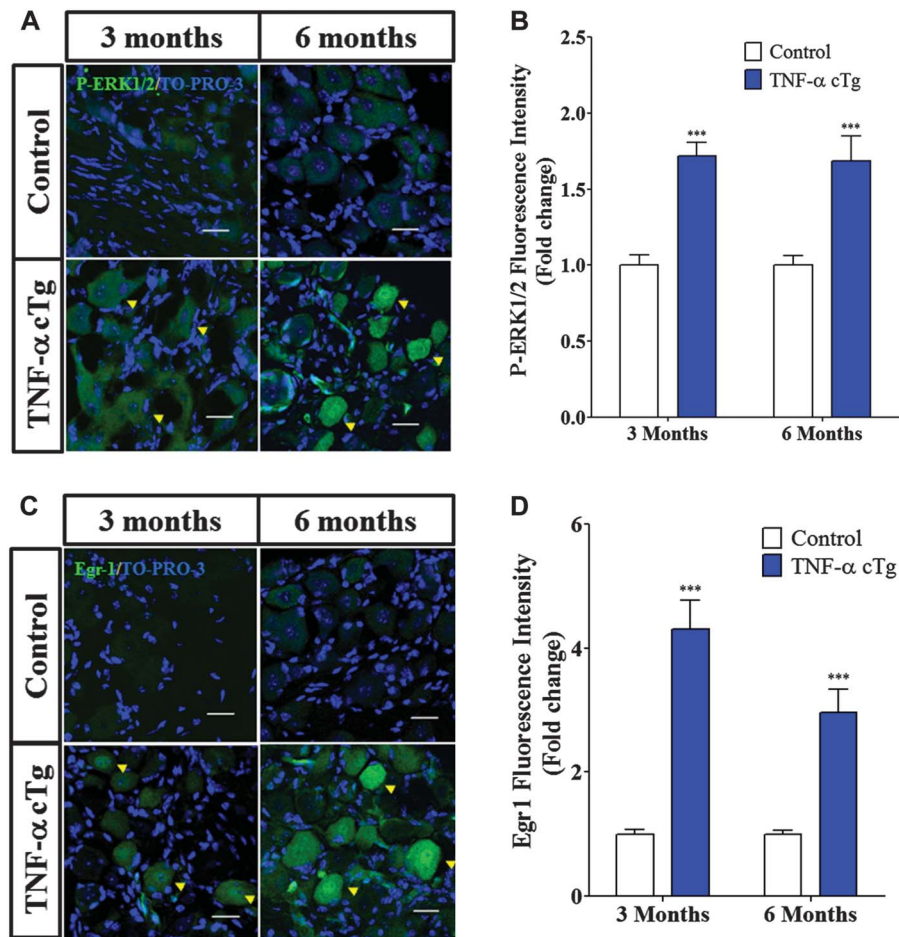 A
3 months
6 months
Control
TNF-α cTg
P-ERK1/2/TO-PRO-3
B
P-ERK1/2 Fluorescence Intensity
(Fold change)
2.5
2.0
1.5
1.0
0.5
0.0
Control
TNF-α cTg
***
***
3 Months
6 Months
C
3 months
6 months
Control
TNF-α cTg
Egr-1/TO-PRO-3
D
Egr1 Fluorescence Intensity
(Fold change)
6
4
2
0
Control
TNF-α cTg
***
***
3 Months
6 Months